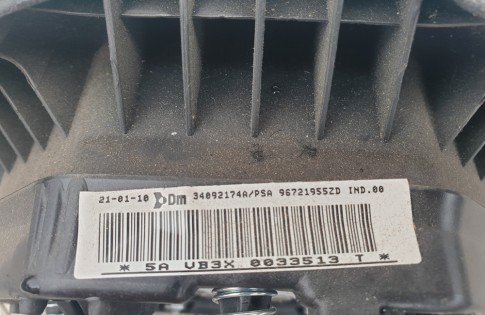 21-01-10 Dm 34092174A/PSA 96721955ZD IND.00
* 5A VB3X 0033513 T *